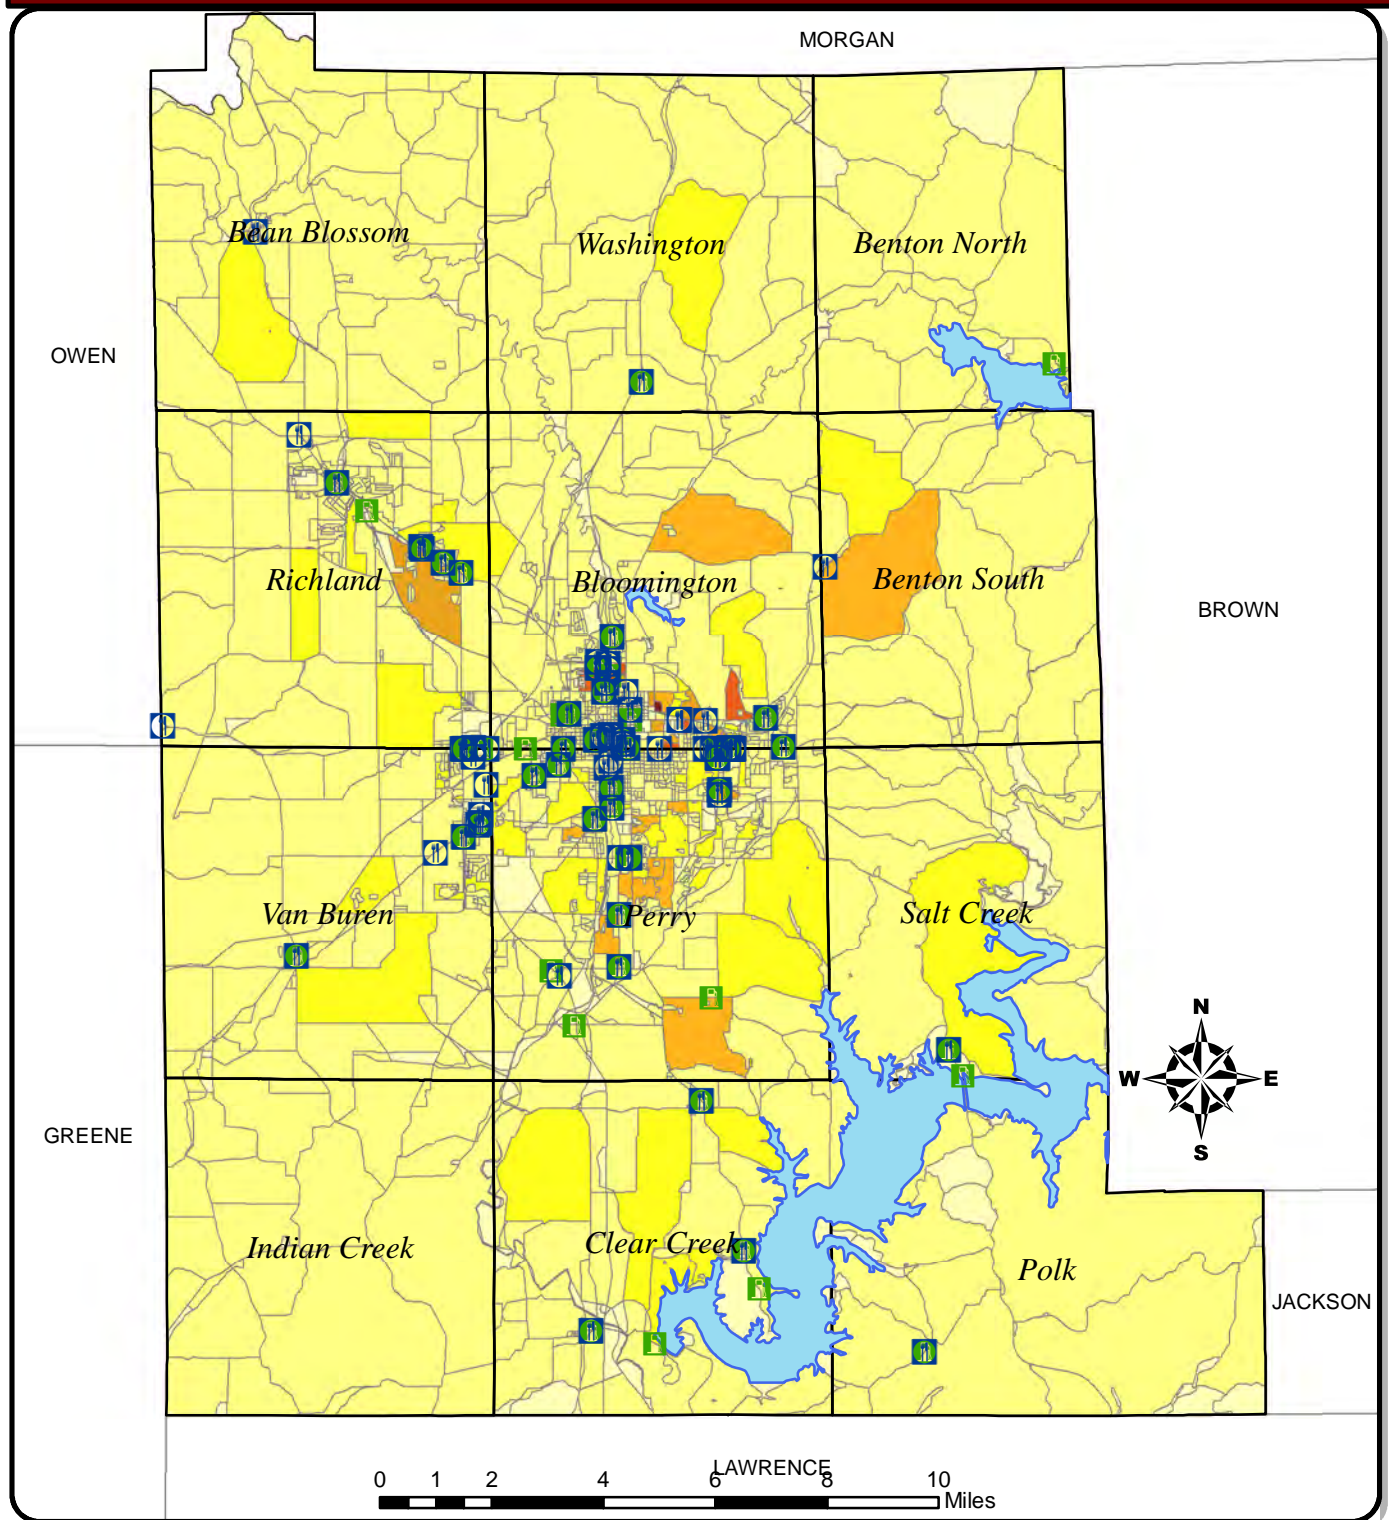 MORGAN
Bean Blossom
Washington
Benton North
OWEN
Richland
Bloomington
Benton South
BROWN
Van Buren
Perry
Salt Creek
N
W
E
S
GREENE
Indian Creek
Clear Creek
Polk
JACKSON
LAWRENCE
0 1 2 4 6 8 10
Miles